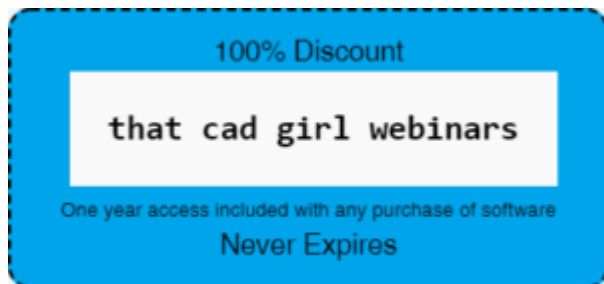 100% Discount
that cad girl webinars
One year access included with any purchase of software
Never Expires